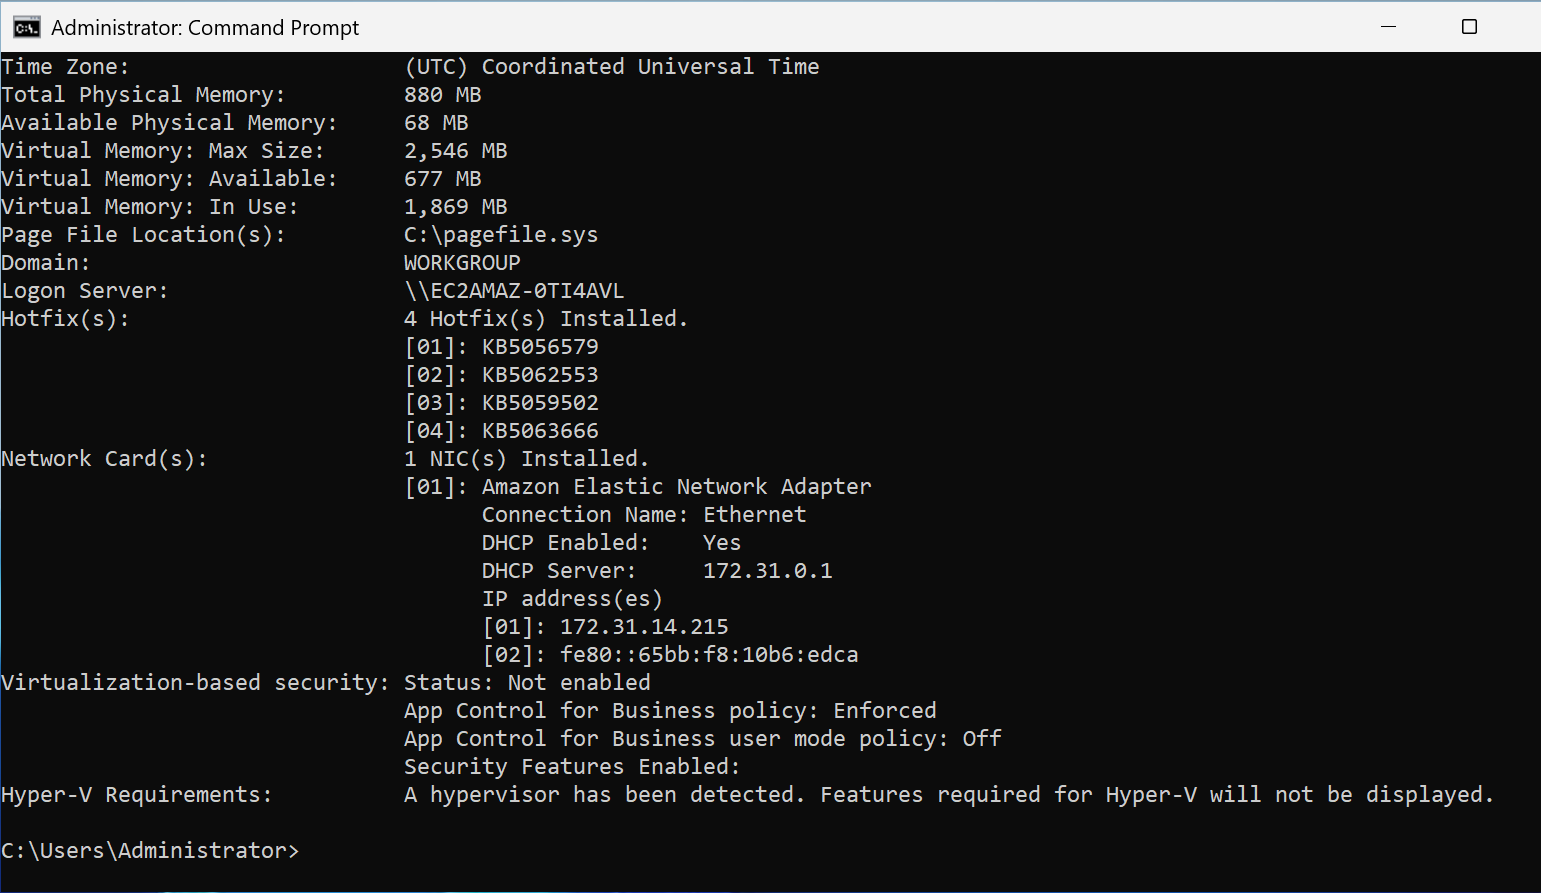 Administrator: Command Prompt
Time Zone:                     (UTC) Coordinated Universal Time
Total Physical Memory:         880 MB
Available Physical Memory:     68 MB
Virtual Memory: Max Size:      2,546 MB
Virtual Memory: Available:     677 MB
Virtual Memory: In Use:        1,869 MB
Page File Location(s):         C:\pagefile.sys
Domain:                        WORKGROUP
Logon Server:                  \\EC2AMAZ-0TI4AVL
Hotfix(s):                     4 Hotfix(s) Installed.
                               [01]: KB5056579
                               [02]: KB5062553
                               [03]: KB5059502
                               [04]: KB5063666
Network Card(s):               1 NIC(s) Installed.
                               [01]: Amazon Elastic Network Adapter
                                     Connection Name: Ethernet
                                     DHCP Enabled:    Yes
                                     DHCP Server:     172.31.0.1
                                     IP address(es)
                                     [01]: 172.31.14.215
                                     [02]: fe80::65bb:f8:10b6:edca
Virtualization-based security: Status: Not enabled
                               App Control for Business policy: Enforced
                               App Control for Business user mode policy: Off
                               Security Features Enabled:
Hyper-V Requirements:          A hypervisor has been detected. Features required for Hyper-V will not be displayed.
C:\Users\Administrator>